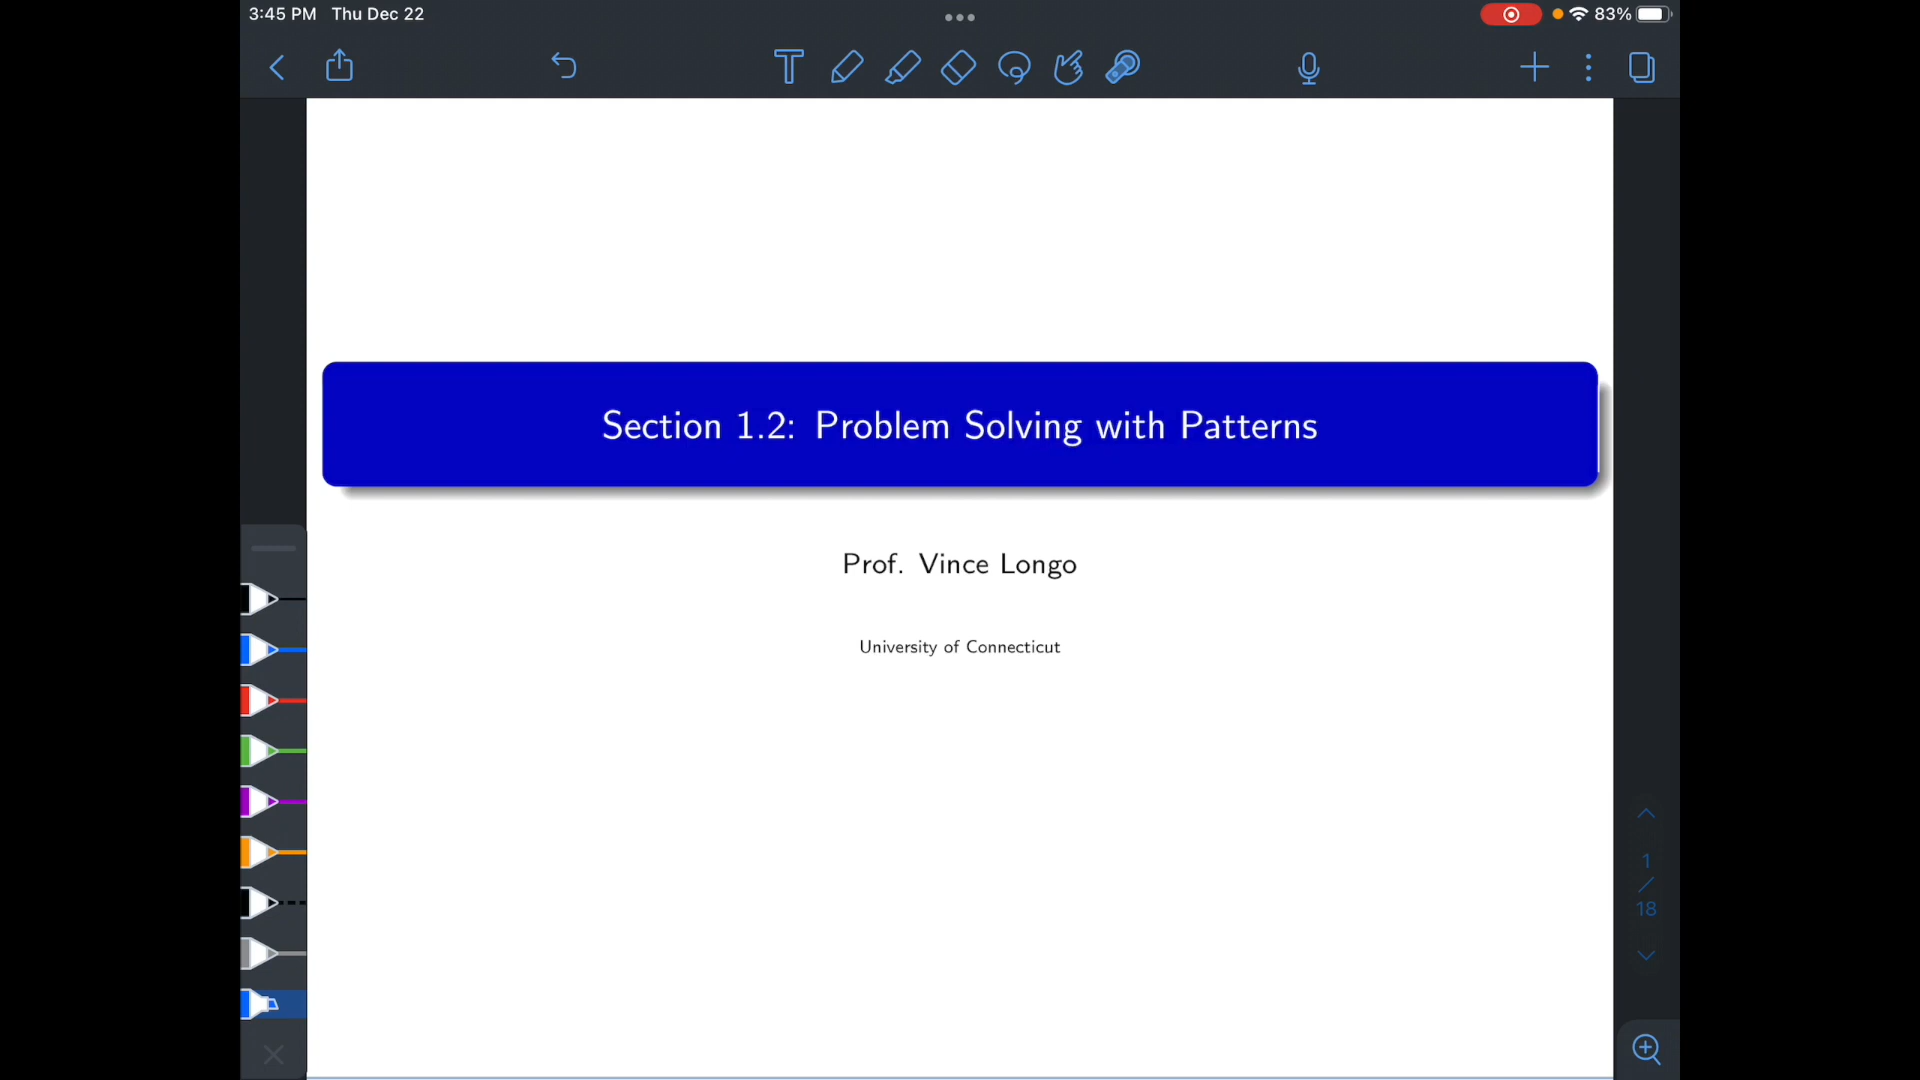 3:45 PM Thu Dec 22
83%
Section 1.2: Problem Solving with Patterns
Prof. Vince Longo
University of Connecticut
1
/
18